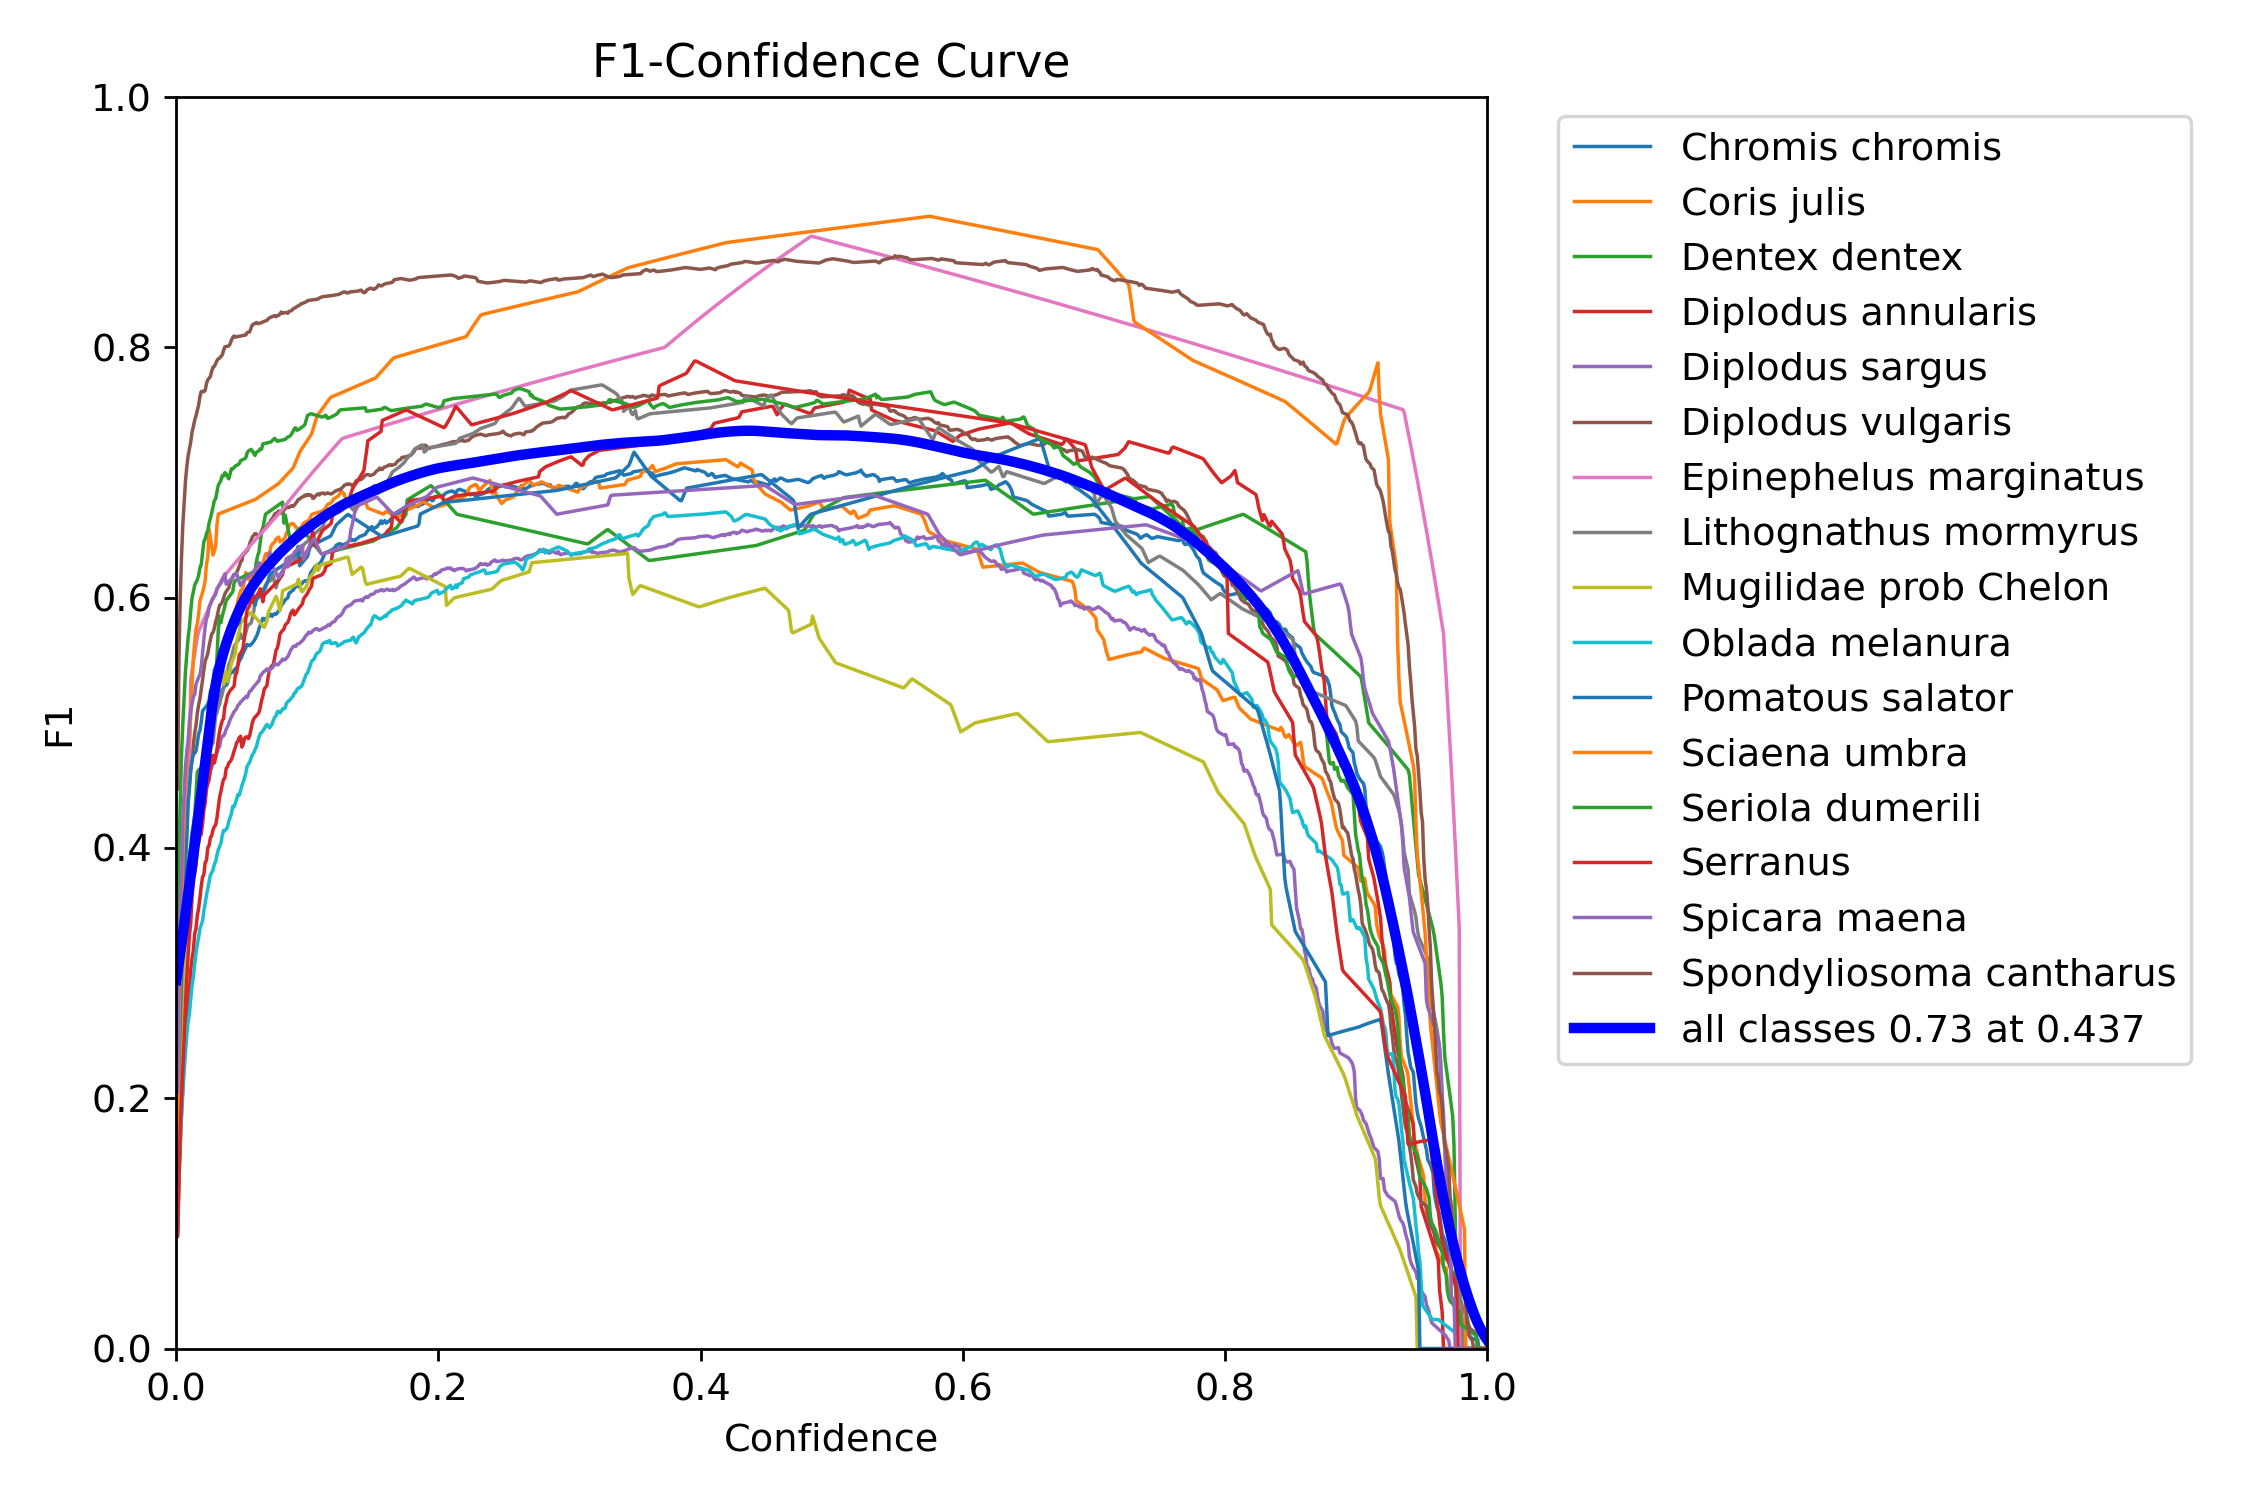 F1-Confidence Curve
1.0
0.8
0.6
0.4
0.2
0.0
F1
0.0 0.2 0.4 0.6 0.8 1.0
Confidence
Chromis chromis
Coris julis
Dentex dentex
Diplodus annularis
Diplodus sargus
Diplodus vulgaris
Epinephelus marginatus
Lithognathus mormyrus
Mugilidae prob Chelon
Oblada melanura
Pomatous salator
Sciaena umbra
Seriola dumerili
Serranus
Spicara maena
Spondyliosoma cantharus
all classes 0.73 at 0.437